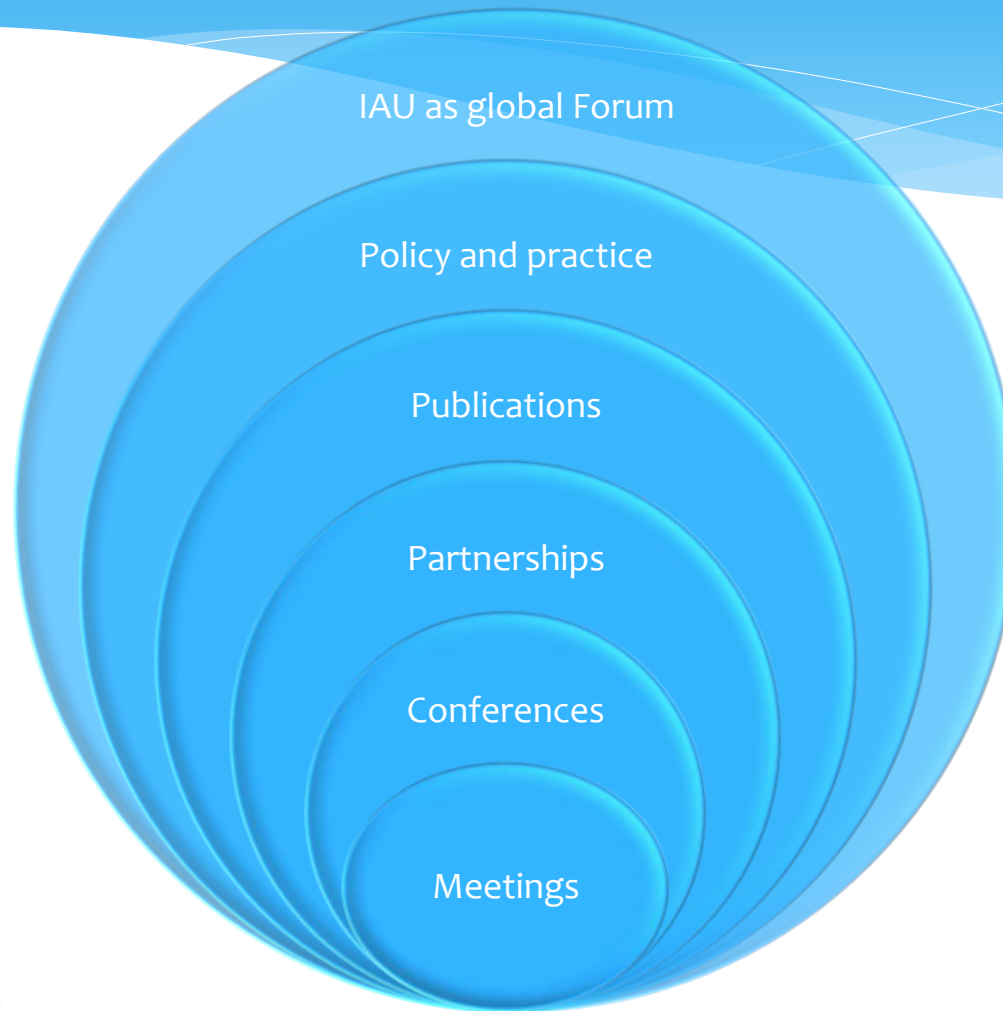 IAU as global Forum
Policy and practice
Publications
Partnerships
Conferences
Meetings